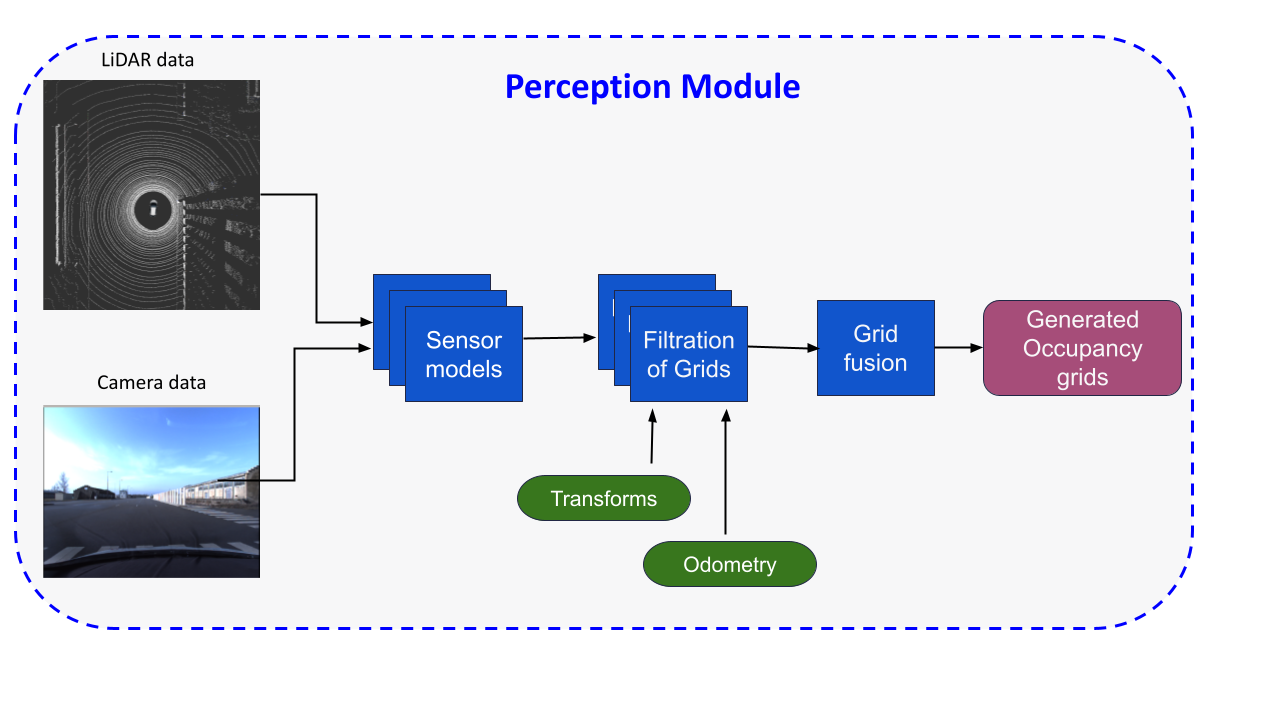 LiDAR data
Perception Module
Camera data
Sensor
models
Filtration
of Grids
Grid
fusion
Generated
Occupancy
grids
Transforms
Odometry